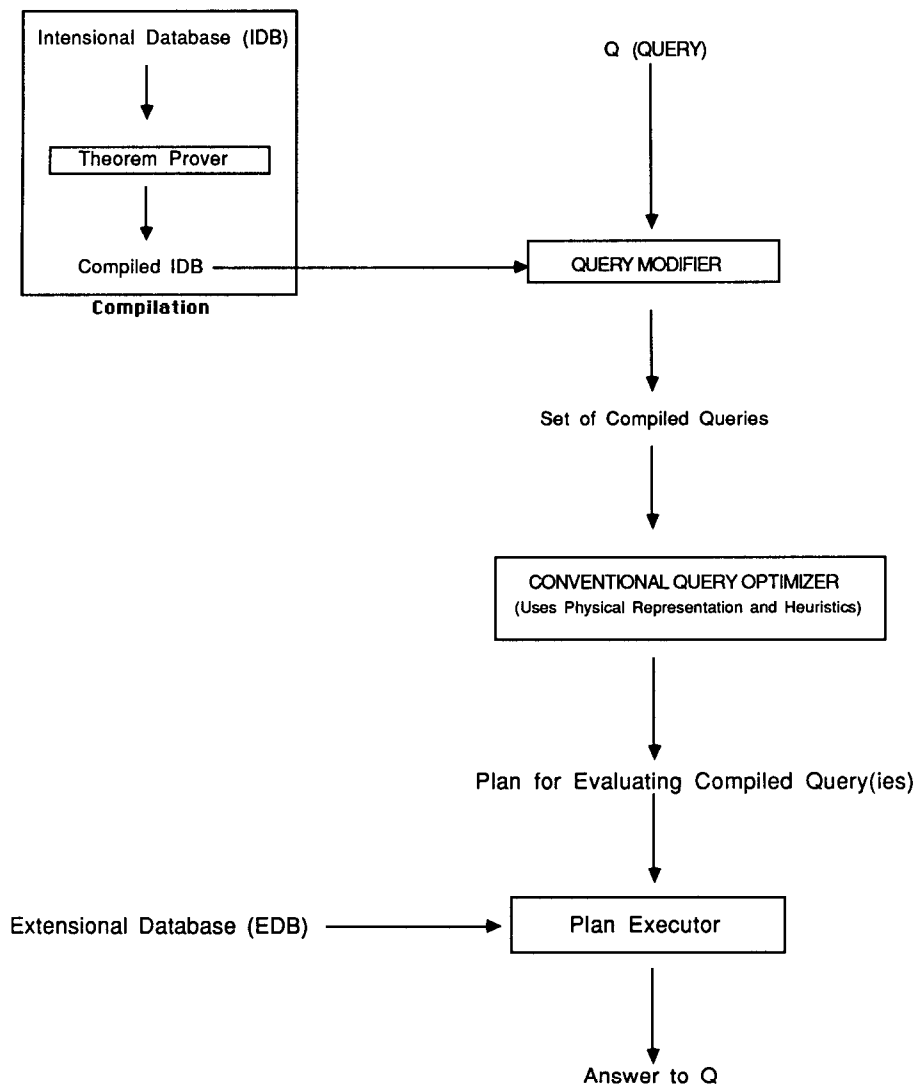 Intensional Database (IDB)
Q (QUERY)
Theorem Prover
Compiled IDB
QUERY MODIFIER
Compilation
Set of Compiled Queries
CONVENTIONAL QUERY OPTIMIZER
(Uses Physical Representation and Heuristics)
Plan for Evaluating Compiled Query(ies)
Extensional Database (EDB)
Plan Executor
Answer to Q